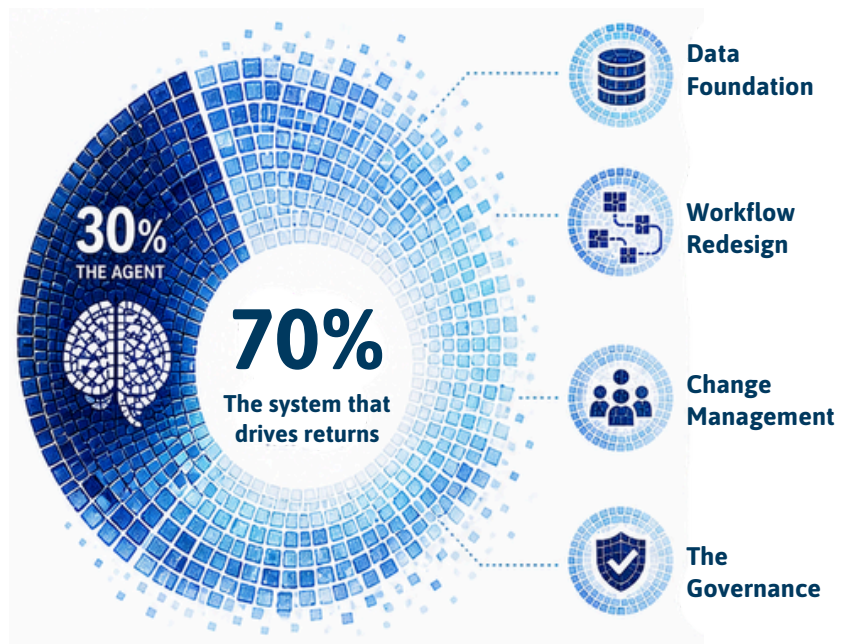 30%
THE AGENT
70%
The system that
drives returns
Data
Foundation
Workflow
Redesign
Change
Management
The
Governance